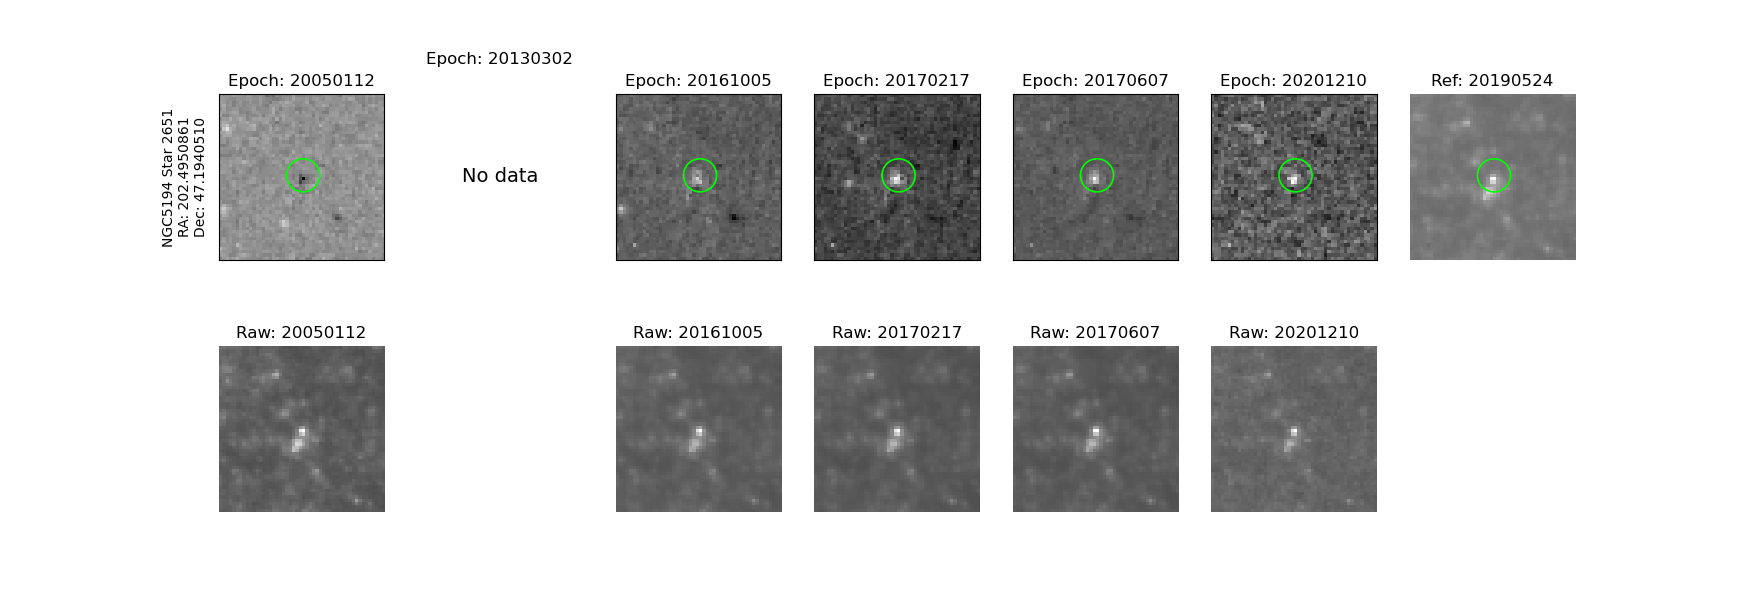 Epoch: 20130302
Epoch: 20050112
Epoch: 20161005
Epoch: 20170217
Epoch: 20170607
Epoch: 20201210
Ref: 20190524
NGC5194 Star 2651
RA: 202.4950861
Dec: 47.1940510
No data
Raw: 20050112
Raw: 20161005
Raw: 20170217
Raw: 20170607
Raw: 20201210